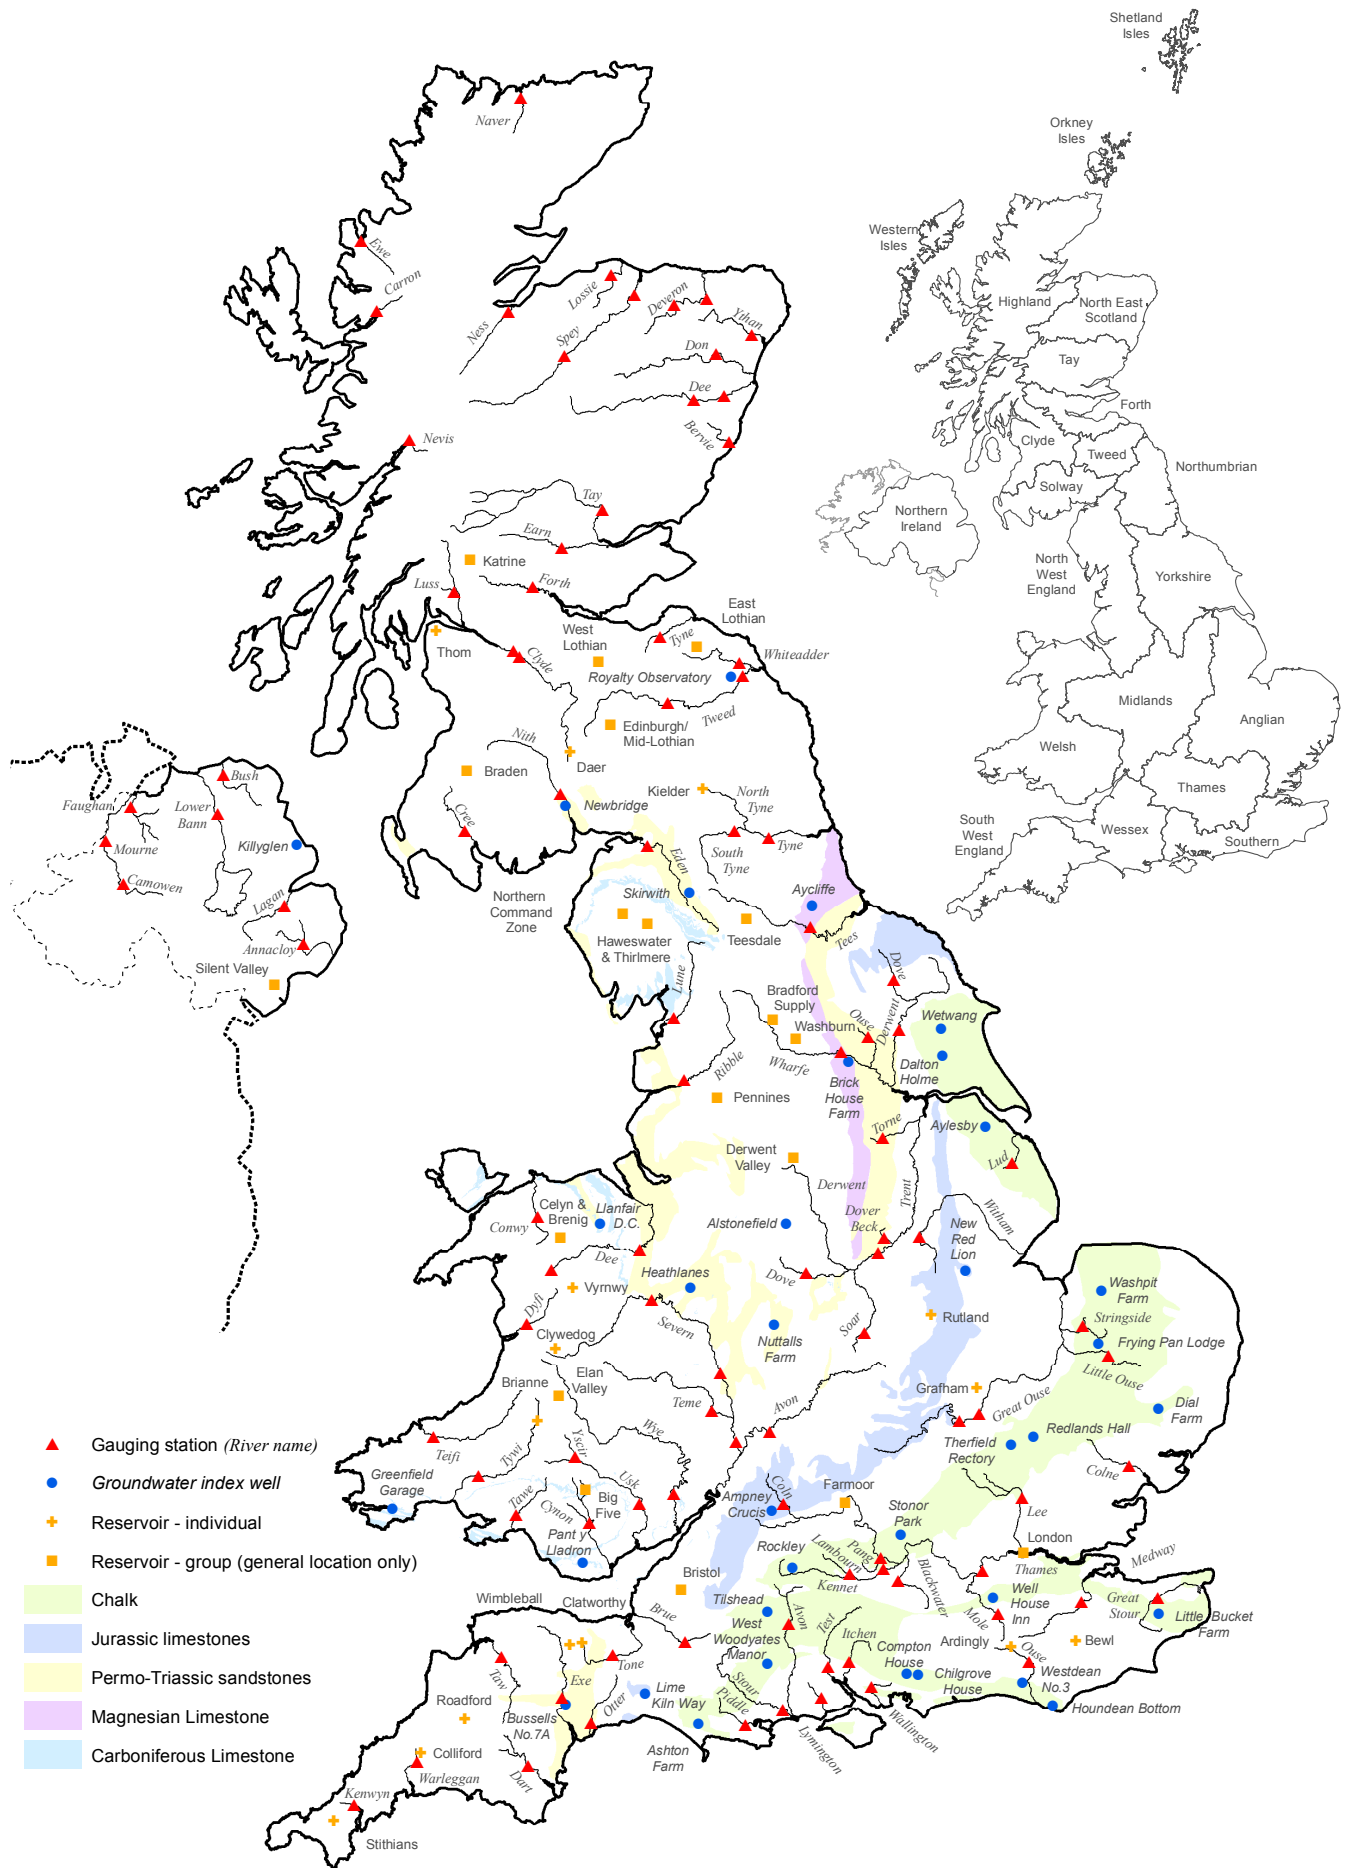 Shetland
Isles
Orkney
Isles
Western
Isles
Highland
North East
Scotland
Tay
Forth
Clyde
Tweed
Northumbrian
Solway
Northern
Ireland
North
West
England
Yorkshire
Midlands
Anglian
Welsh
Thames
South
West
England
Wessex
Southern
Naver
Ewe
Carron
Ness
Lossie
Spey
Deveron
Ythan
Don
Dee
Bervie
Nevis
Tay
Earn
Katrine
Luss
Forth
Thom
Clyde
West
Lothian
Tyne
East
Lothian
Whiteadder
Royalty Observatory
Tweed
Edinburgh/
Mid-Lothian
Nith
Daer
Braden
Cree
Newbridge
Kielder
North
Tyne
South
Tyne
Tyne
Bush
Faughan
Lower
Bann
Mourne
Killyglen
Camowen
Lagan
Annacloy
Silent Valley
Eden
Skirwith
Northern
Command
Zone
Haweswater
& Thirlmere
Teesdale
Aycliffe
Tees
Lune
Dove
Bradford
Supply
Washburn
Ouse
Derwent
Wetwang
Dalton
Holme
Ribble
Wharfe
Brick
House
Farm
Pennines
Torne
Aylesby
Lud
Derwent
Valley
Derwent
Trent
Witham
Dover
Beck
New
Red
Lion
Conwy
Celyn &
Brenig
Llanfair
D.C.
Alstonefield
Dee
Heathlanes
Dove
Vyrnwy
Dyfi
Clywedog
Severn
Nuttalls
Farm
Soar
Rutland
Washpit
Farm
Stringside
Frying Pan Lodge
Little Ouse
Brianne
Elan
Valley
Teme
Avon
Grafham
Great Ouse
Dial
Farm
Redlands Hall
Therfield
Rectory
Colne
Teifi
Tywi
Yscir
Wye
Greenfield
Garage
Tawe
Cynon
Big
Five
Usk
Pant y
Lladron
Ampney
Crucis
Coln
Farmoor
Stonor
Park
Lee
London
Rockley
Lambourn
Pang
Kennet
Blackwater
Thames
Medway
Bristol
Well
House
Inn
Mole
Great
Stour
Little Bucket
Farm
Wimbleball
Clatworthy
Brue
Tilshead
West
Woodyates
Manor
Avon
Test
Itchen
Compton
House
Chilgrove
House
Ardingly
Ouse
Bewl
Westdean
No.3
Houndean Bottom
Taw
Exe
Tone
Roadford
Bussells
No.7A
Otter
Lime
Kiln Way
Stour
Piddle
Ashton
Farm
Lymington
Wallington
Colliford
Warleggan
Dart
Kenwyn
Stithians
Gauging station (River name)
Groundwater index well
Reservoir - individual
Reservoir - group (general location only)
Chalk
Jurassic limestones
Permo-Triassic sandstones
Magnesian Limestone
Carboniferous Limestone